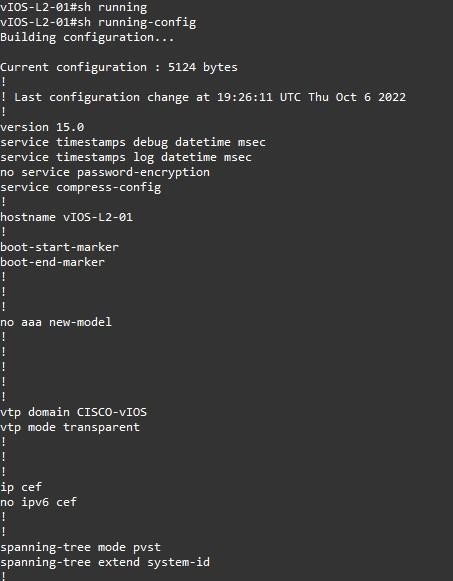 vIOS-L2-01#sh running
vIOS-L2-01#sh running-config
Building configuration...
Current configuration : 5124 bytes
!
! Last configuration change at 19:26:11 UTC Thu Oct 6 2022
!
version 15.0
service timestamps debug datetime msec
service timestamps log datetime msec
no service password-encryption
service compress-config
!
hostname vIOS-L2-01
!
boot-start-marker
boot-end-marker
!
!
!
no aaa new-model
!
!
!
!
!
vtp domain CISCO-vIOS
vtp mode transparent
!
!
!
ip cef
no ipv6 cef
!
!
spanning-tree mode pvst
spanning-tree extend system-id
!